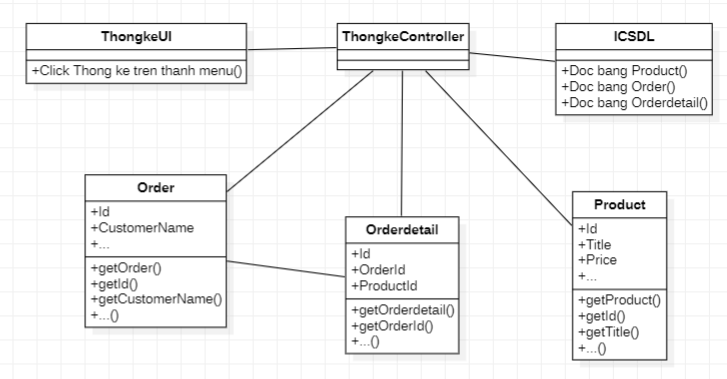 ThongkeUI
+Click Thong ke tren thanh menu()
ThongkeController
ICSDL
+Doc bang Product()
+Doc bang Order()
+Doc bang Orderdetail()
Order
+Id
+CustomerName
+...
+getOrder()
+getId()
+getCustomerName()
+...()
Orderdetail
+Id
+OrderId
+ProductId
+getOrderdetail()
+getOrderId()
+...()
Product
+Id
+Title
+Price
+...
+getProduct()
+getId()
+getTitle()
+...()